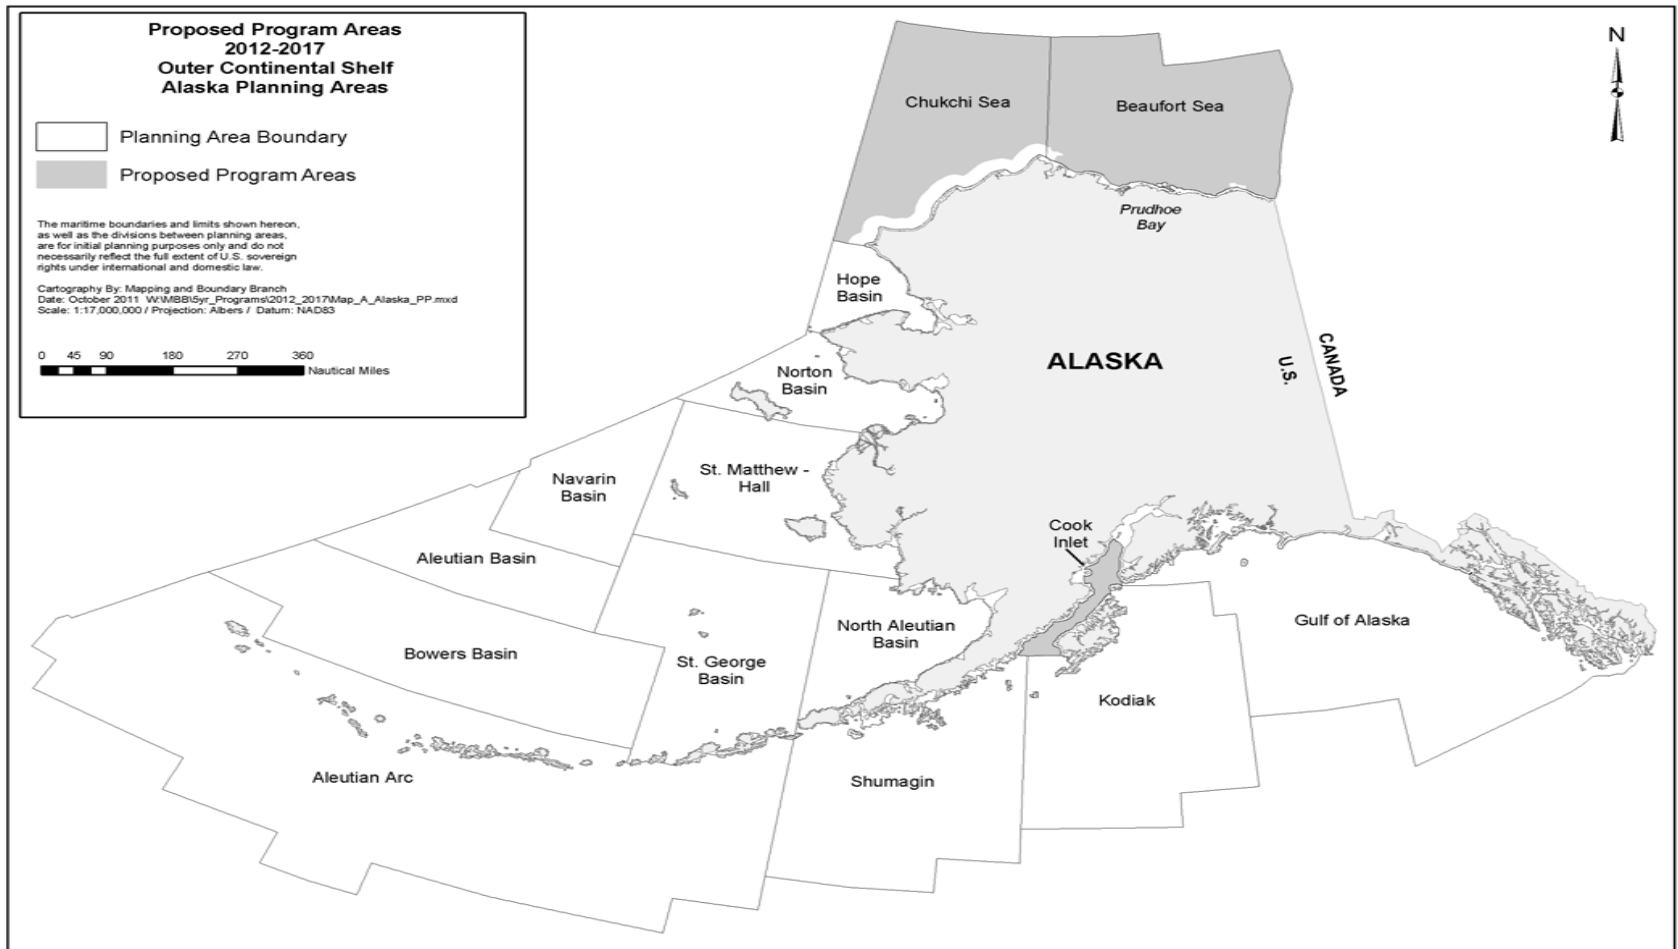 Proposed Program Areas
2012-2017
Outer Continental Shelf
Alaska Planning Areas
Planning Area Boundary
Proposed Program Areas
The maritime boundaries and limits shown hereon,
as well as the divisions between planning areas,
are for initial planning purposes only and do not
necessarily reflect the full extent of U.S. sovereign
rights under international and domestic law.
Cartography By: Mapping and Boundary Branch
Date: October 2011 W:\MBB\5yr_Programs\2012_2017\Map_A_Alaska_PP.mxd
Scale: 1:17,000,000 / Projection: Albers / Datum: NAD83
0 45 90 180 270 360
Nautical Miles
N
Chukchi Sea
Beaufort Sea
Prudhoe
Bay
Hope
Basin
ALASKA
U.S.
CANADA
Norton
Basin
St. Matthew -
Hall
Navarin
Basin
Cook
Inlet
Aleutian Basin
Gulf of Alaska
North Aleutian
Basin
Bowers Basin
St. George
Basin
Kodiak
Aleutian Arc
Shumagin